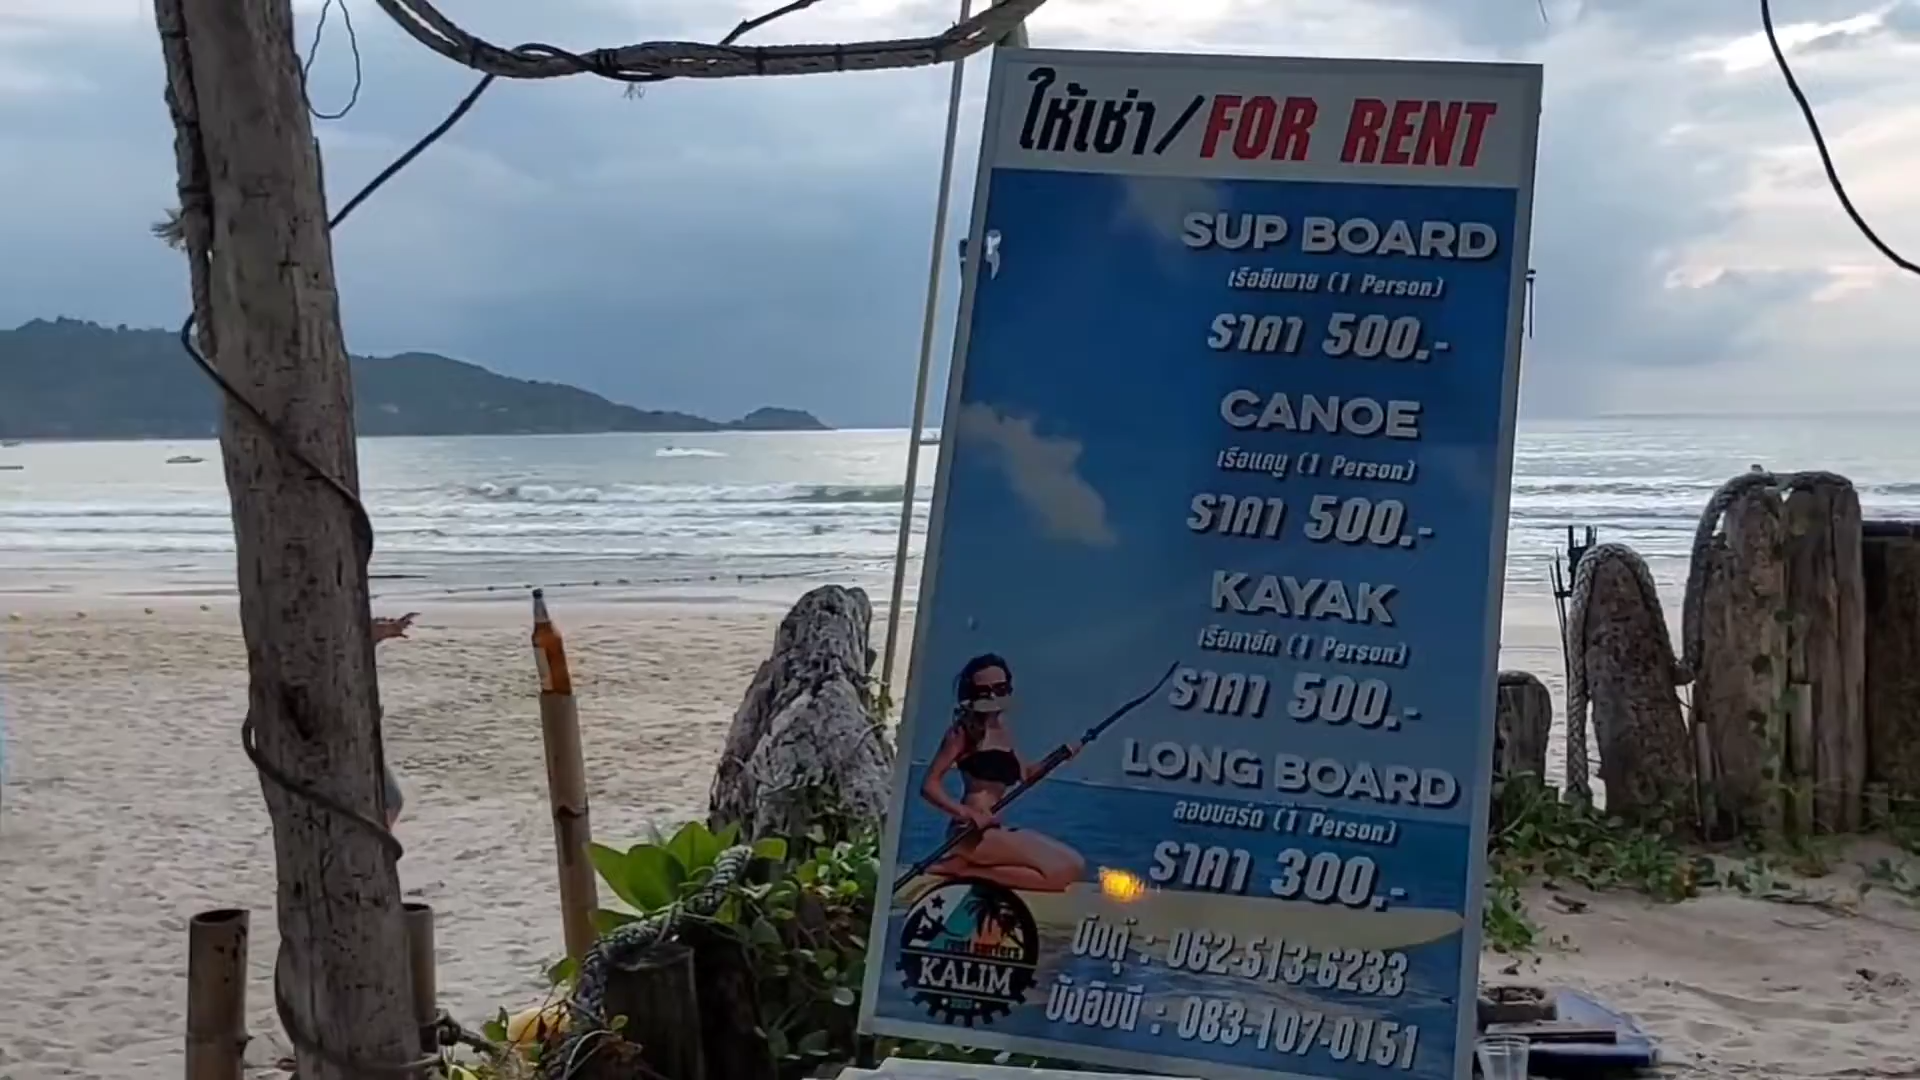 ให้เช่า/FOR RENT
SUP BOARD
เรือยืนพาย (1 Person)
ราคา 500.-
CANOE
เรือแคนู (1 Person)
ราคา 500.-
KAYAK
เรือคายัค (1 Person)
ราคา 500.-
LONG BOARD
ลองบอร์ด (1 Person)
ราคา 300.-
บังดุ๋ : 062-513-6233
บังอิบนี : 083-107-0151
reef surfers
KALIM